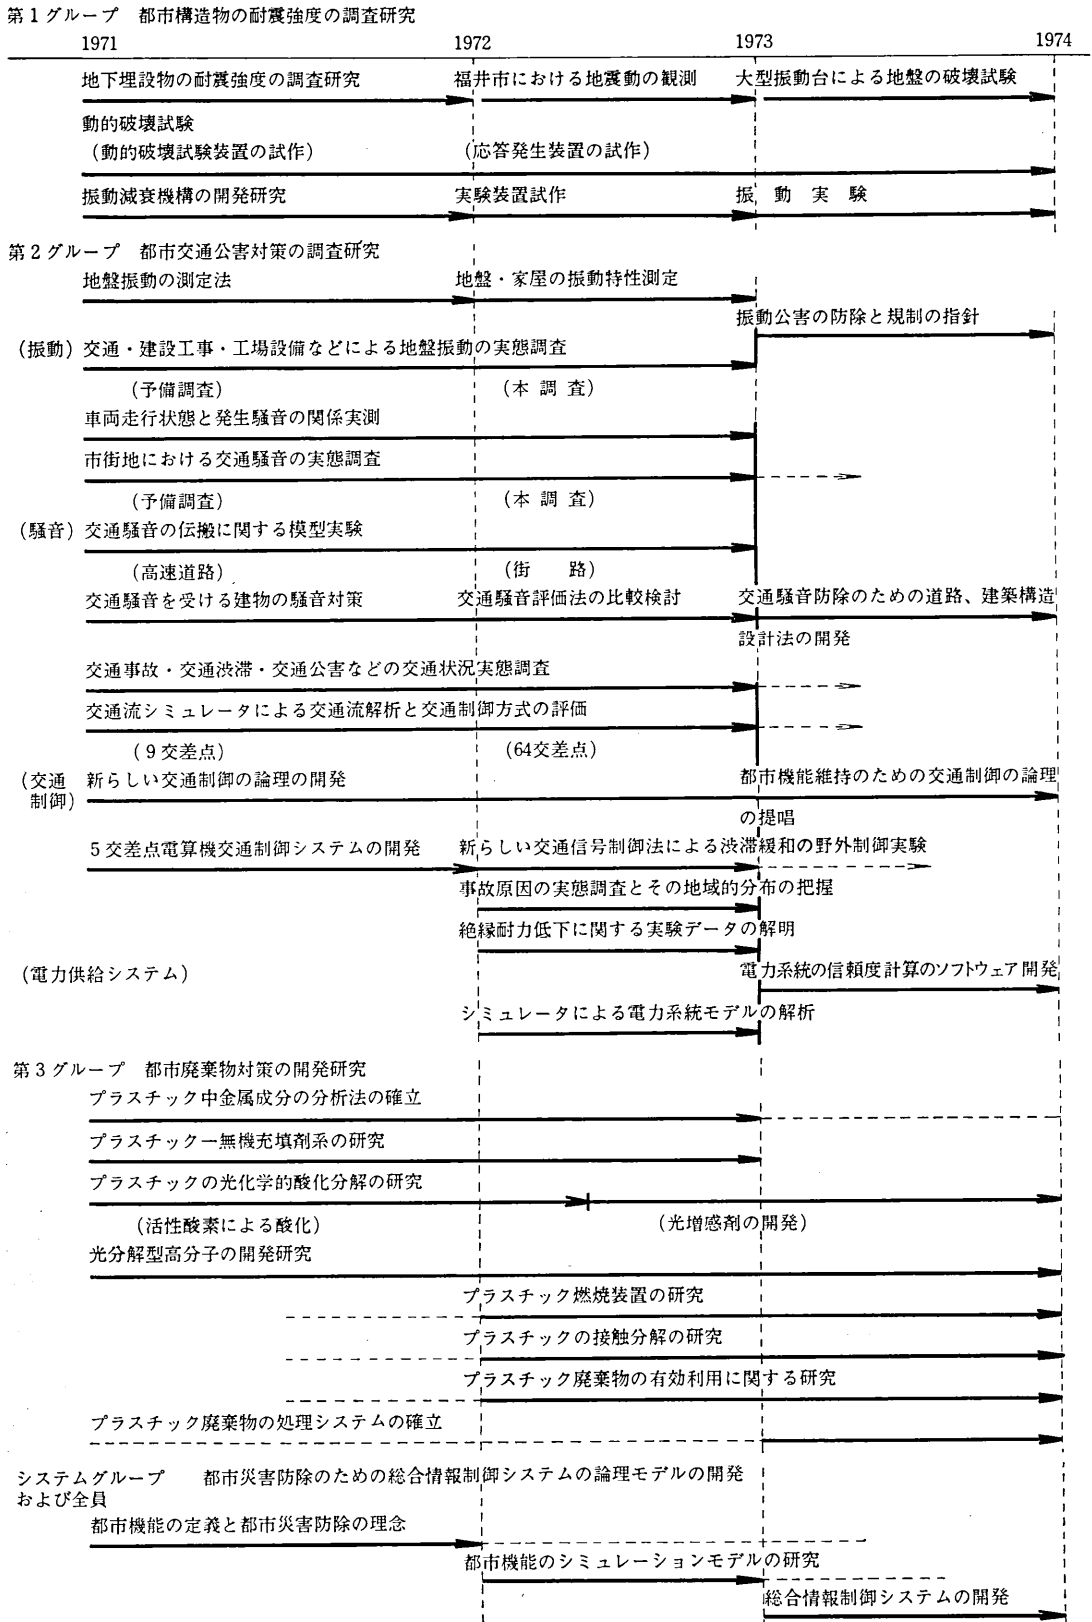 第1グループ 都市構造物の耐震強度の調査研究
1971 1972 1973 1974
地下埋設物の耐震強度の調査研究 福井市における地震動の観測 大型振動台による地盤の破壊試験
動的破壊試験
(動的破壊試験装置の試作) (応答発生装置の試作)
振動減衰機構の開発研究 実験装置試作 振動実験
第2グループ 都市交通公害対策の調査研究
地盤振動の測定法 地盤・家屋の振動特性測定
振動公害の防除と規制の指針
(振動) 交通・建設工事・工場設備などによる地盤振動の実態調査
(予備調査) (本調査)
車両走行状態と発生騒音の関係実測
市街地における交通騒音の実態調査
(予備調査) (本調査)
(騒音) 交通騒音の伝搬に関する模型実験
(高速道路) (街路)
交通騒音を受ける建物の騒音対策 交通騒音評価法の比較検討 交通騒音防除のための道路、建築構造
設計法の開発
交通事故・交通渋滞・交通公害などの交通状況実態調査
交通流シミュレータによる交通流解析と交通制御方式の評価
(9交差点) (64交差点)
(交通 新らしい交通制御の論理の開発 都市機能維持のための交通制御の論理
制御)
の提唱
5交差点電算機交通制御システムの開発 新らしい交通信号制御法による渋滞緩和の野外制御実験
事故原因の実態調査とその地域的分布の把握
絶縁耐力低下に関する実験データの解明
(電力供給システム) 電力系統の信頼度計算のソフトウェア開発
シミュレータによる電力系統モデルの解析
第3グループ 都市廃棄物対策の開発研究
プラスチック中金属成分の分析法の確立
プラスチックー無機充填剤系の研究
プラスチックの光化学的酸化分解の研究
(活性酸素による酸化) (光増感剤の開発)
光分解型高分子の開発研究
プラスチック燃焼装置の研究
プラスチックの接触分解の研究
プラスチック廃棄物の有効利用に関する研究
プラスチック廃棄物の処理システムの確立
システムグループ 都市災害防除のための総合情報制御システムの論理モデルの開発
および全員
都市機能の定義と都市災害防除の理念
都市機能のシミュレーションモデルの研究
総合情報制御システムの開発